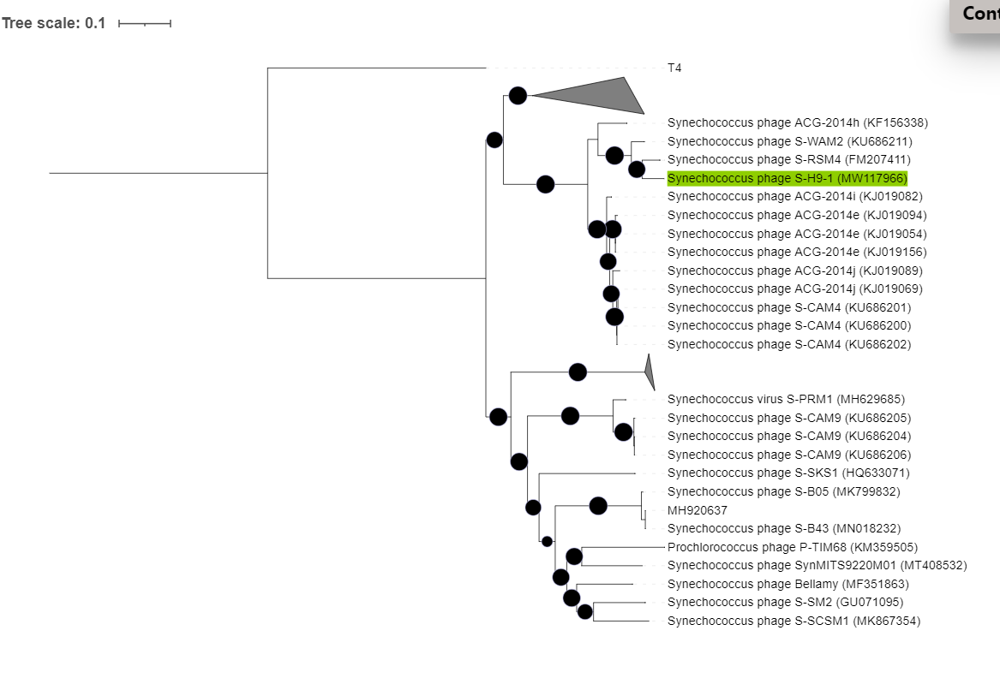 Tree scale: 0.1
Cont
T4
Synechococcus phage ACG-2014h (KF156338)
Synechococcus phage S-WAM2 (KU686211)
Synechococcus phage S-RSM4 (FM207411)
Synechococcus phage S-H9-1 (MW117966)
Synechococcus phage ACG-2014i (KJ019082)
Synechococcus phage ACG-2014e (KJ019094)
Synechococcus phage ACG-2014e (KJ019054)
Synechococcus phage ACG-2014e (KJ019156)
Synechococcus phage ACG-2014j (KJ019089)
Synechococcus phage ACG-2014j (KJ019069)
Synechococcus phage S-CAM4 (KU686201)
Synechococcus phage S-CAM4 (KU686200)
Synechococcus phage S-CAM4 (KU686202)
Synechococcus virus S-PRM1 (MH629685)
Synechococcus phage S-CAM9 (KU686205)
Synechococcus phage S-CAM9 (KU686204)
Synechococcus phage S-CAM9 (KU686206)
Synechococcus phage S-SKS1 (HQ633071)
Synechococcus phage S-B05 (MK799832)
MH920637
Synechococcus phage S-B43 (MN018232)
Prochlorococcus phage P-TIM68 (KM359505)
Synechococcus phage SynMITS9220M01 (MT408532)
Synechococcus phage Bellamy (MF351863)
Synechococcus phage S-SM2 (GU071095)
Synechococcus phage S-SCSM1 (MK867354)